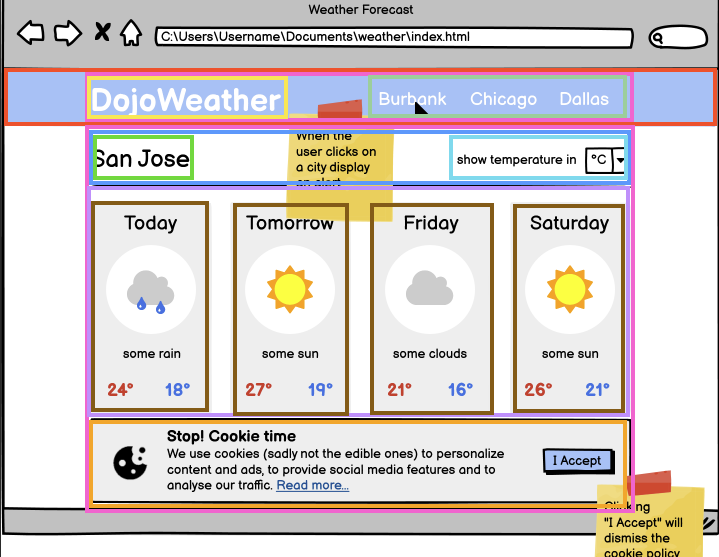 Weather Forecast
C:\Users\Username\Documents\weather\index.html
DojoWeather
Burbank Chicago Dallas
When the
user clicks on
a city display
an alert
San Jose
show temperature in °C
Today Tomorrow Friday Saturday
some rain some sun some clouds some sun
24° 18° 27° 19° 21° 16° 26° 21°
Stop! Cookie time
We use cookies (sadly not the edible ones) to personalize
content and ads, to provide social media features and to
analyse our traffic. Read more...
I Accept
Clicking
"I Accept" will
dismiss the
cookie policy